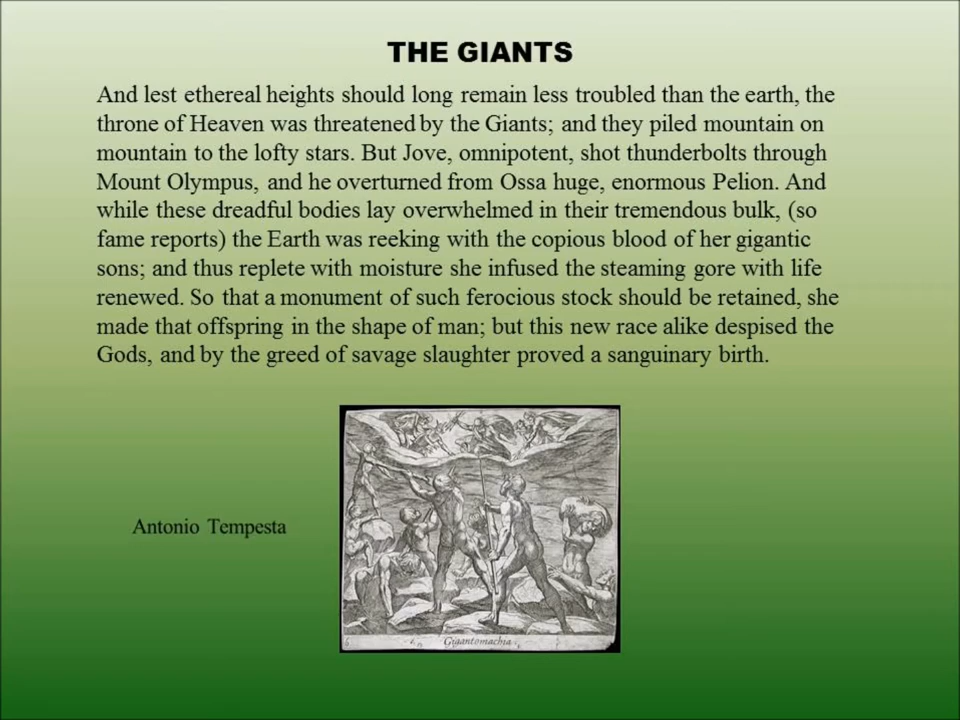 THE GIANTS
And lest ethereal heights should long remain less troubled than the earth, the
throne of Heaven was threatened by the Giants; and they piled mountain on
mountain to the lofty stars. But Jove, omnipotent, shot thunderbolts through
Mount Olympus, and he overturned from Ossa huge, enormous Pelion. And
while these dreadful bodies lay overwhelmed in their tremendous bulk, (so
fame reports) the Earth was reeking with the copious blood of her gigantic
sons; and thus replete with moisture she infused the steaming gore with life
renewed. So that a monument of such ferocious stock should be retained, she
made that offspring in the shape of man; but this new race alike despised the
Gods, and by the greed of savage slaughter proved a sanguinary birth.
Antonio Tempesta
Gigantomachia